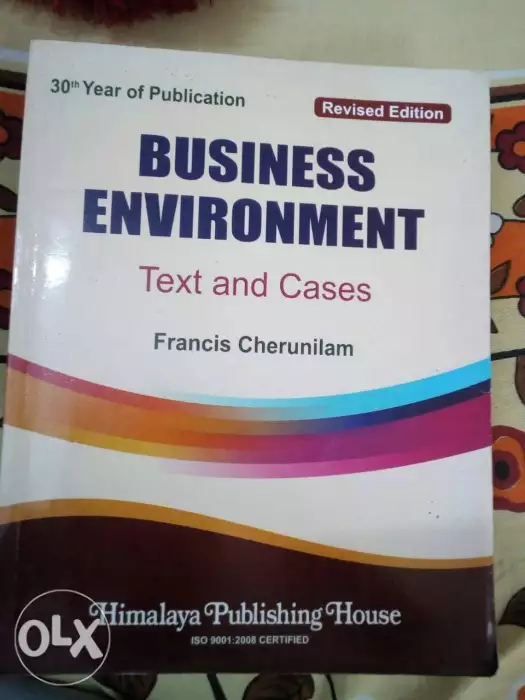 30th Year of Publication
Revised Edition
BUSINESS
ENVIRONMENT
Text and Cases
Francis Cherunilam
Himalaya Publishing House
ISO 9001:2008 CERTIFIED
OLX